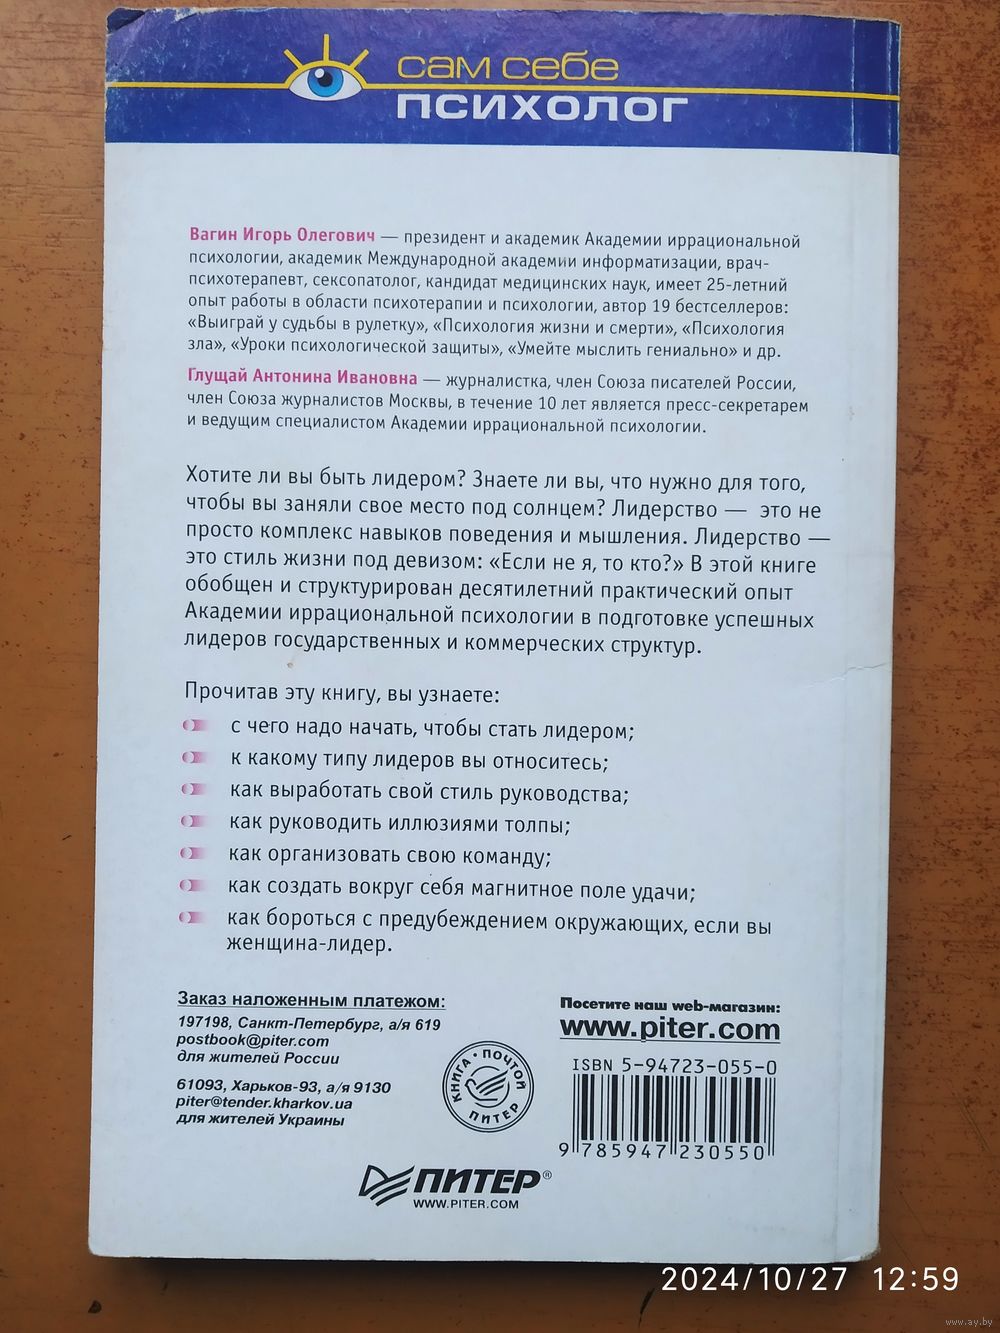 сам себе
ПСИХОЛОГ
Вагин Игорь Олегович — президент и академик Академии иррациональной
психологии, академик Международной академии информатизации, врач-
психотерапевт, сексопатолог, кандидат медицинских наук, имеет 25-летний
опыт работы в области психотерапии и психологии, автор 19 бестселлеров:
«Выиграй у судьбы в рулетку», «Психология жизни и смерти», «Психология
зла», «Уроки психологической защиты», «Умейте мыслить гениально» и др.
Глущай Антонина Ивановна — журналистка, член Союза писателей России,
член Союза журналистов Москвы, в течение 10 лет является пресс-секретарем
и ведущим специалистом Академии иррациональной психологии.
Хотите ли вы быть лидером? Знаете ли вы, что нужно для того,
чтобы вы заняли свое место под солнцем? Лидерство — это не
просто комплекс навыков поведения и мышления. Лидерство —
это стиль жизни под девизом: «Если не я, то кто?» В этой книге
обобщен и структурирован десятилетний практический опыт
Академии иррациональной психологии в подготовке успешных
лидеров государственных и коммерческих структур.
Прочитав эту книгу, вы узнаете:
с чего надо начать, чтобы стать лидером;
к какому типу лидеров вы относитесь;
как выработать свой стиль руководства;
как руководить иллюзиями толпы;
как организовать свою команду;
как создать вокруг себя магнитное поле удачи;
как бороться с предубеждением окружающих, если вы
женщина-лидер.
Заказ наложенным платежом:
197198, Санкт-Петербург, а/я 619
postbook@piter.com
для жителей России
61093, Харьков-93, а/я 9130
piter@tender.kharkov.ua
для жителей Украины
КНИГА • ПОЧТОЙ
ПИТЕР
Посетите наш web-магазин:
www.piter.com
ISBN 5-94723-055-0
9 785947 230550
ПИТЕР®
WWW.PITER.COM
2024/10/27 12:59
www.ay.by